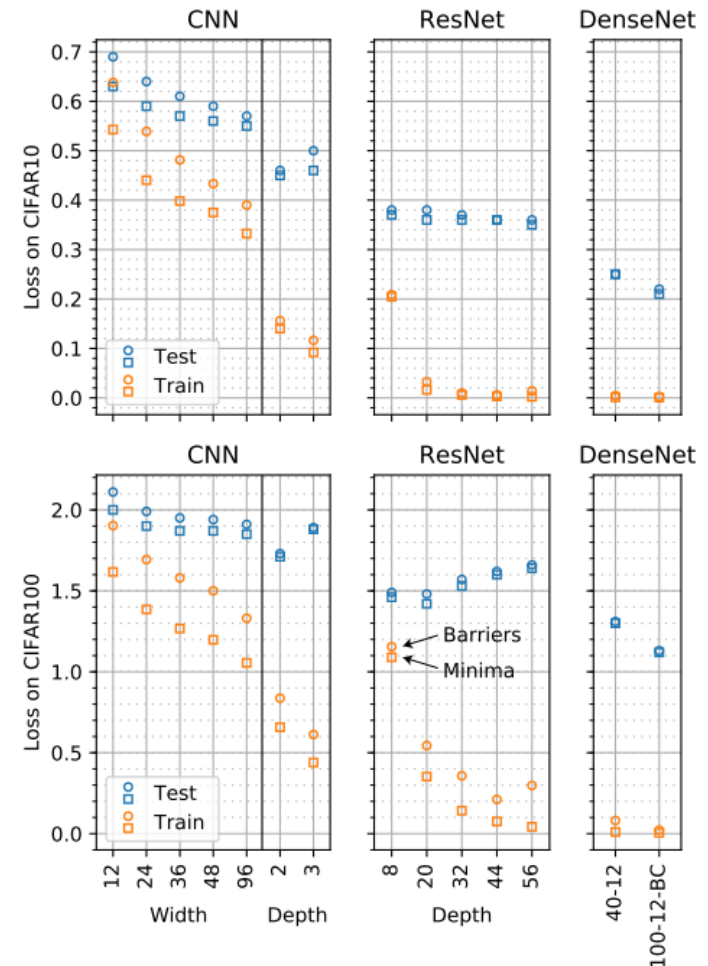 CNN
ResNet
DenseNet
Loss on CIFAR10
0.7
0.6
0.5
0.4
0.3
0.2
0.1
0.0
Test
Train
CNN
ResNet
DenseNet
Loss on CIFAR100
2.0
1.5
1.0
0.5
0.0
Test
Train
Barriers
Minima
12 24 36 48 96 2 3
8 20 32 44 56
40-12 100-12-BC
Width Depth
Depth